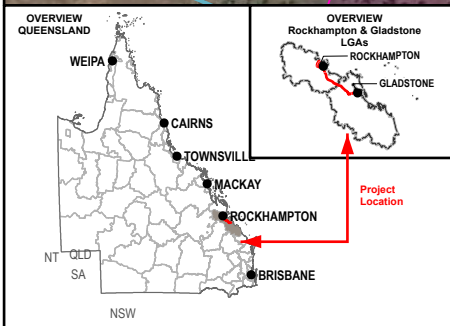 OVERVIEW
QUEENSLAND
WEIPA
CAIRNS
TOWNSVILLE
MACKAY
ROCKHAMPTON
BRISBANE
NT
QLD
SA
NSW
OVERVIEW
Rockhampton & Gladstone
LGAs
ROCKHAMPTON
GLADSTONE
Project
Location